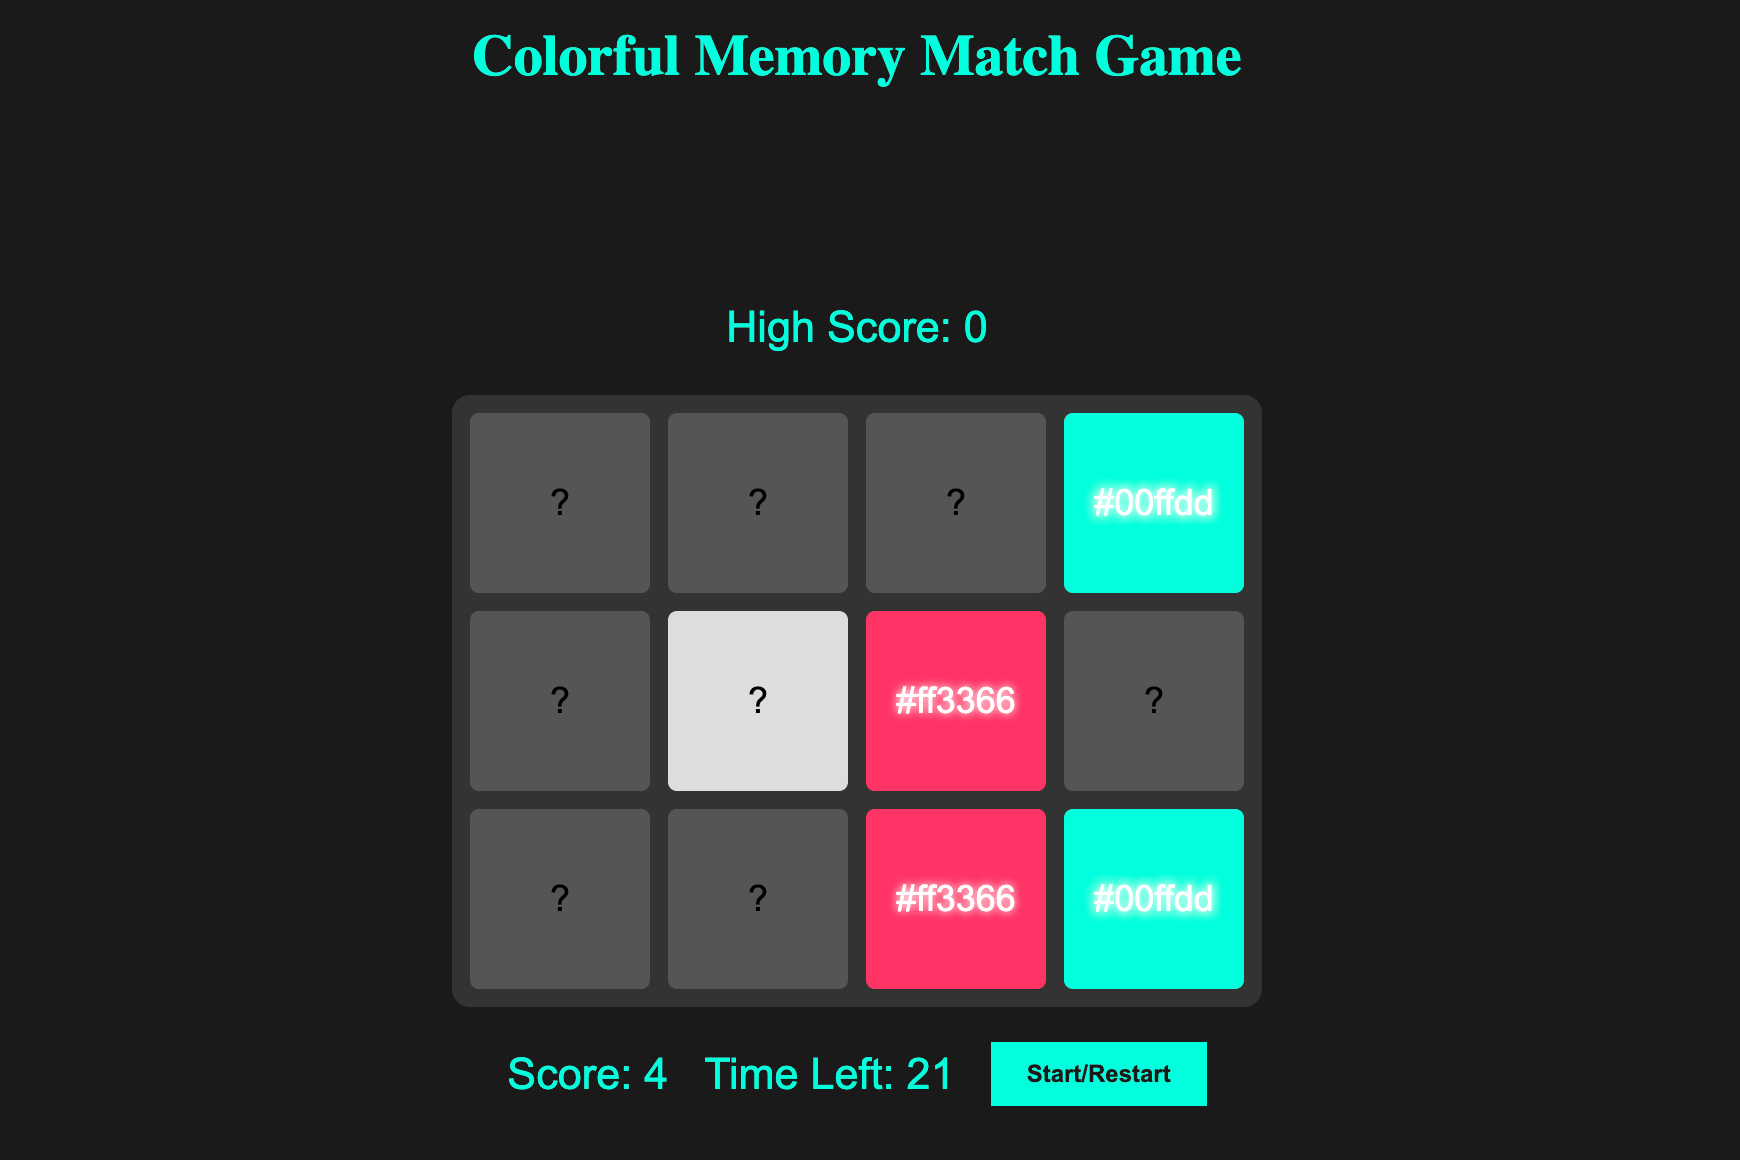 Colorful Memory Match Game
High Score: 0
? ? ? #00ffdd
? ? #ff3366 ?
? ? #ff3366 #00ffdd
Score: 4 Time Left: 21 Start/Restart